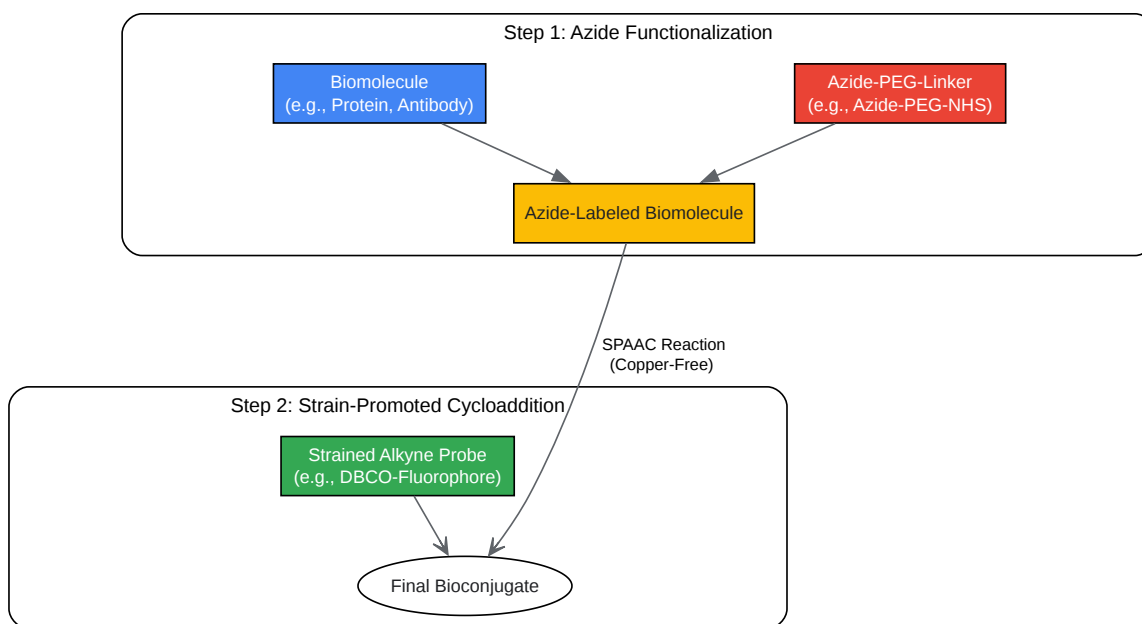 Step 1: Azide Functionalization
Biomolecule
(e.g., Protein, Antibody)
Azide-PEG-Linker
(e.g., Azide-PEG-NHS)
Azide-Labeled Biomolecule
SPAAC Reaction
(Copper-Free)
Step 2: Strain-Promoted Cycloaddition
Strained Alkyne Probe
(e.g., DBCO-Fluorophore)
Final Bioconjugate